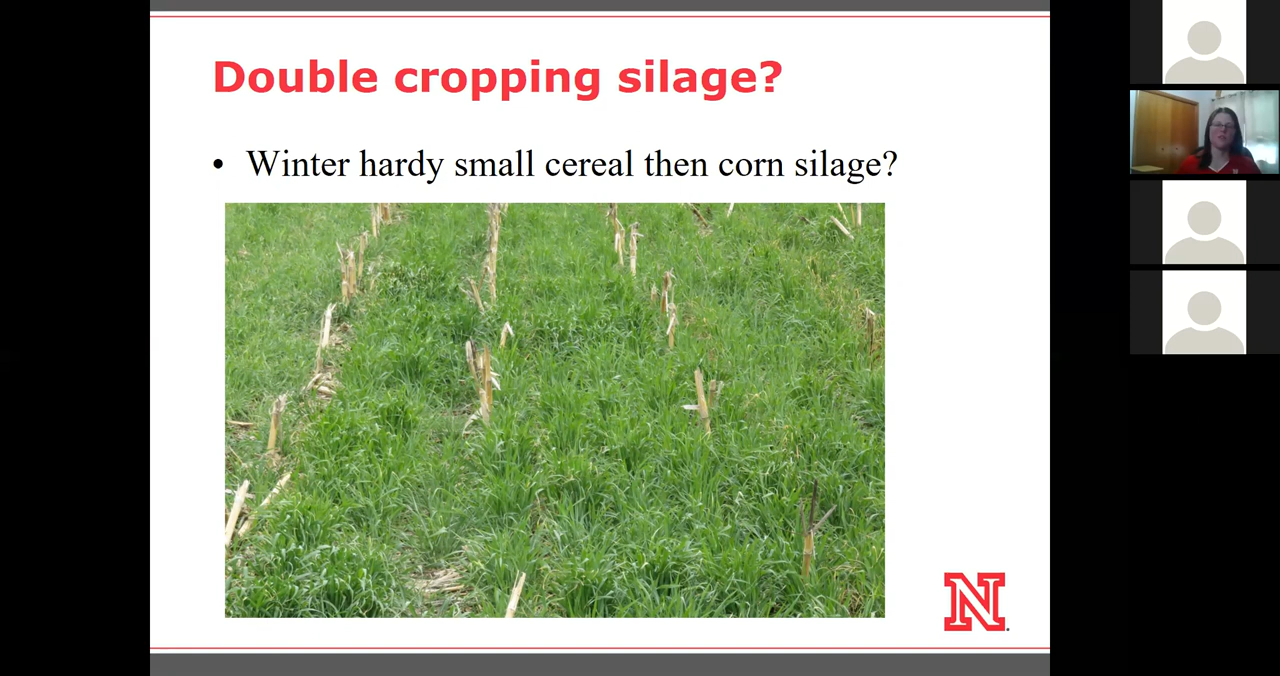 Double cropping silage?
• Winter hardy small cereal then corn silage?
N